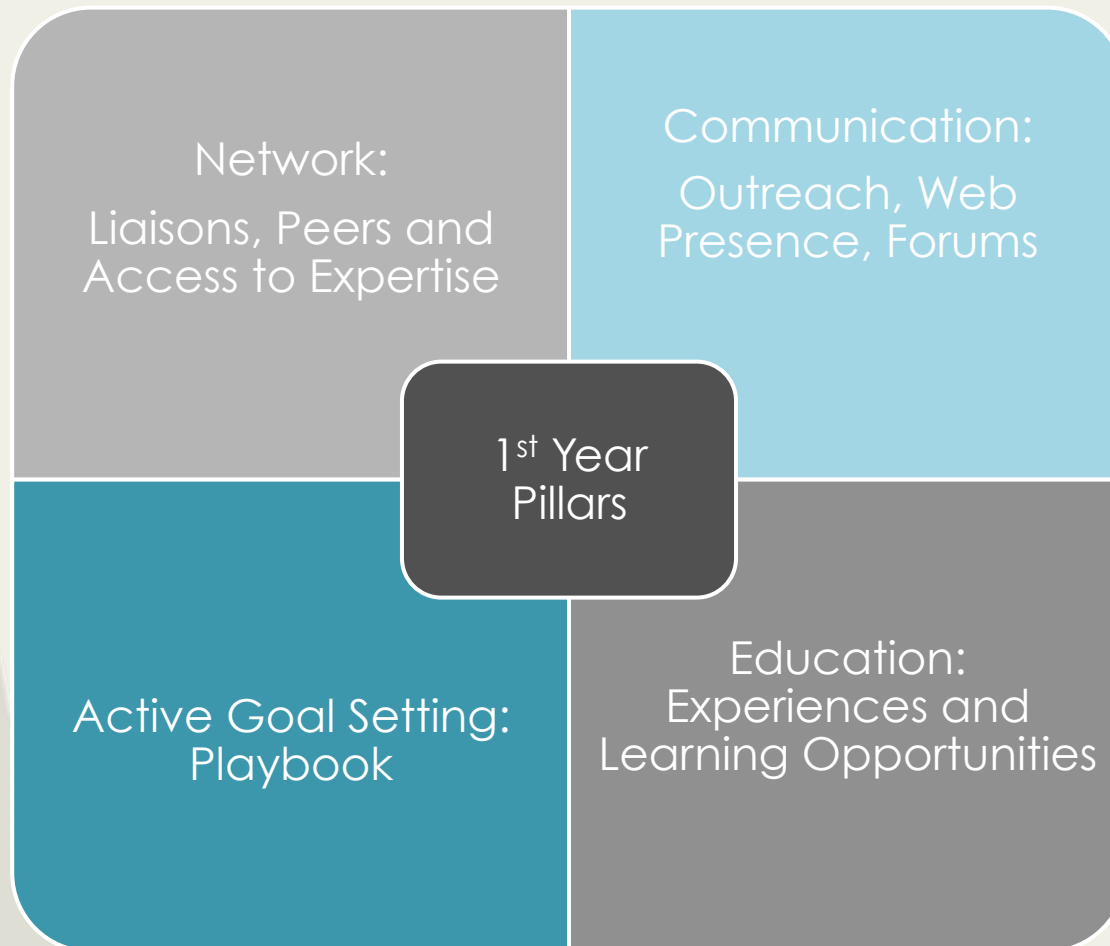 Network:
Liaisons, Peers and
Access to Expertise
Communication:
Outreach, Web
Presence, Forums
1st Year
Pillars
Active Goal Setting:
Playbook
Education:
Experiences and
Learning Opportunities